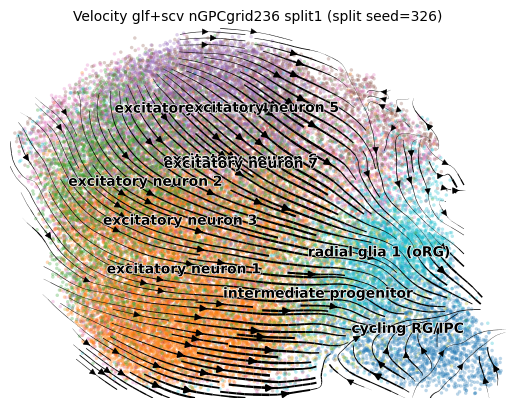 Velocity glf+scv nGPCgrid236 split1 (split seed=326)
excitatory neuron 5
excitatory neuron 7
excitatory neuron 2
excitatory neuron 3
radial glia 1 (oRG)
excitatory neuron 1
intermediate progenitor
cycling RG/IPC